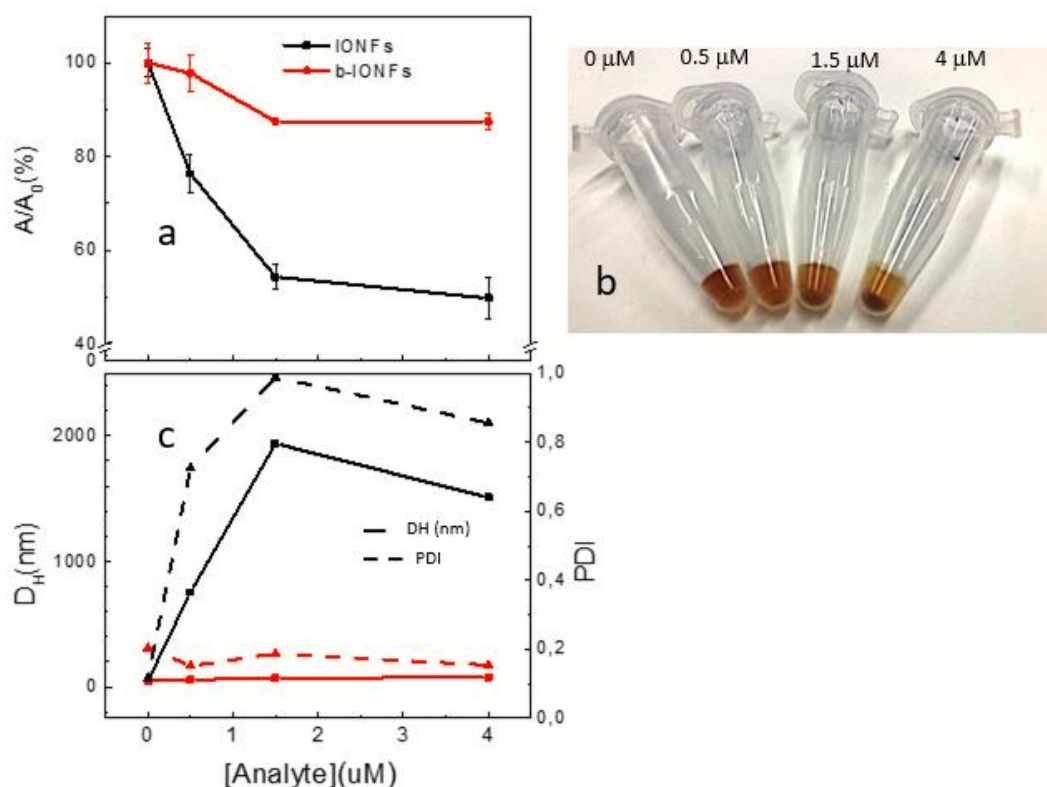 IONFs
b-IONFs
100
80
60
40
0
A/A0(%)
a
0 µM
0.5 µM
1.5 µM
4 µM
b
c
2000
1000
0
DH(nm)
DH (nm)
PDI
1,0
0,8
0,6
0,4
0,2
0,0
PDI
0
1
2
3
4
[Analyte](uM)